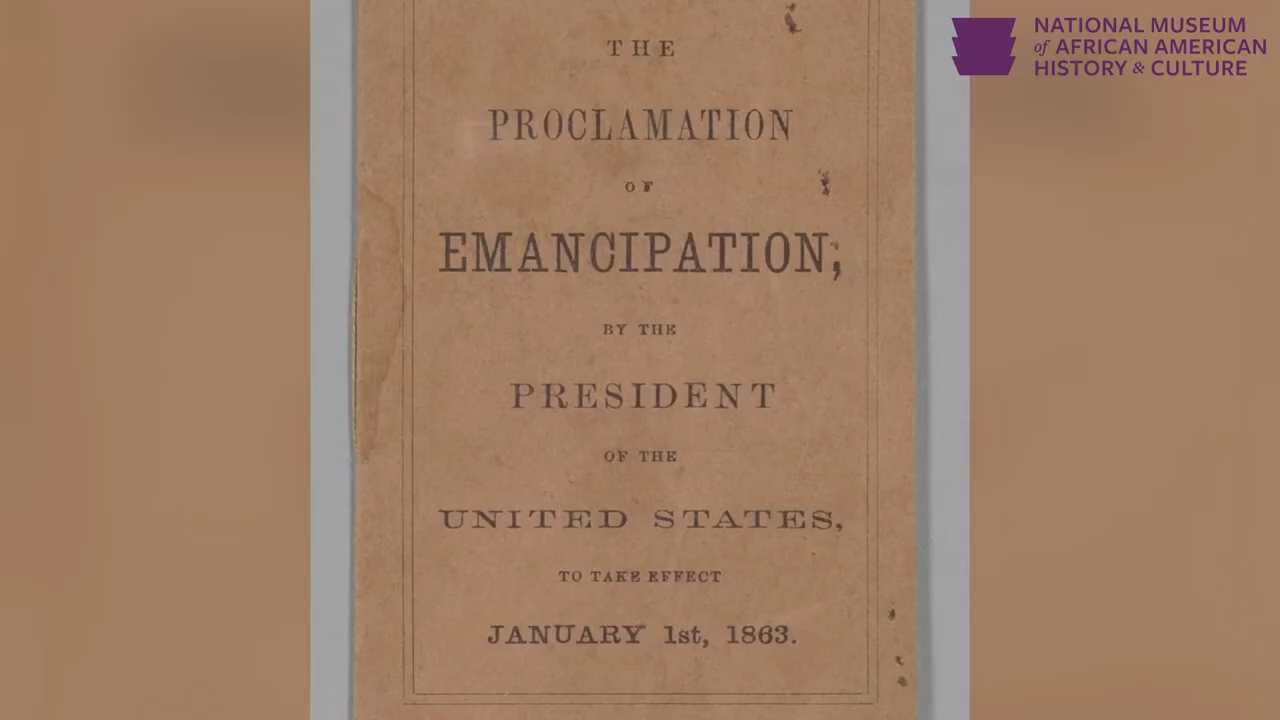 THE
PROCLAMATION
OF
EMANCIPATION;
BY THE
PRESIDENT
OF THE
UNITED STATES,
TO TAKE EFFECT
JANUARY 1st, 1863.
NATIONAL MUSEUM
of AFRICAN AMERICAN
HISTORY & CULTURE